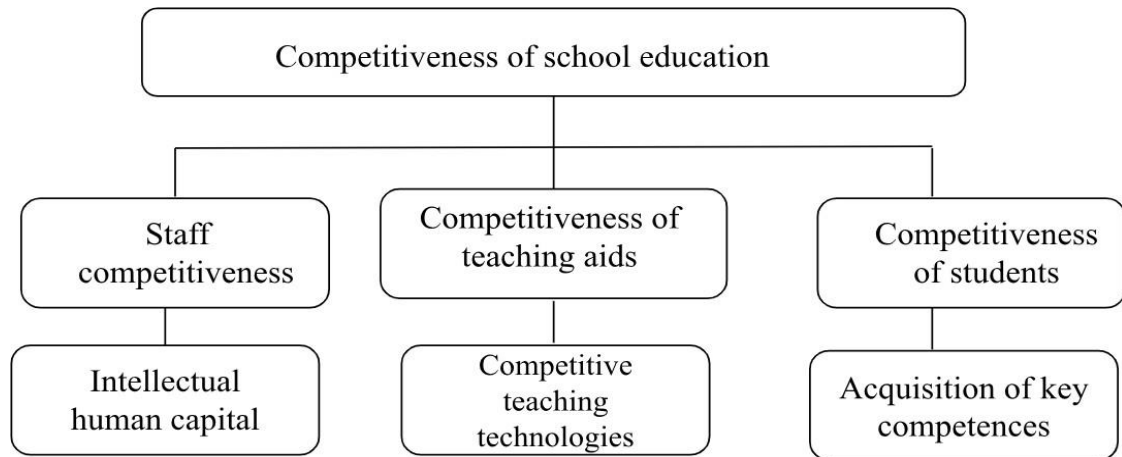 Competitiveness of school education
Staff
competitiveness
Competitiveness of
teaching aids
Competitiveness
of students
Intellectual
human capital
Competitive
teaching
technologies
Acquisition of key
competences